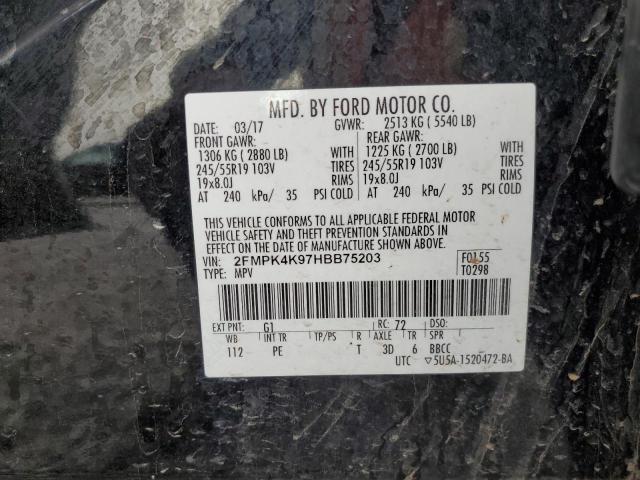 MFD. BY FORD MOTOR CO.
DATE: 03/17 GVWR: 2513 KG ( 5540 LB)
FRONT GAWR: REAR GAWR:
1306 KG ( 2880 LB) WITH 1225 KG ( 2700 LB) WITH
245/55R19 103V TIRES 245/55R19 103V TIRES
19x8.0J RIMS 19x8.0J RIMS
AT 240 kPa/ 35 PSI COLD AT 240 kPa/ 35 PSI COLD
THIS VEHICLE CONFORMS TO ALL APPLICABLE FEDERAL MOTOR
VEHICLE SAFETY AND THEFT PREVENTION STANDARDS IN
EFFECT ON THE DATE OF MANUFACTURE SHOWN ABOVE.
VIN: 2FMPK4K97HBB75203 F0155
TYPE: MPV T0298
EXT PNT: G1 RC: 72 DSO:
WB INT TR TP/PS R AXLE TR SPR
112 PE T 3D 6 BBCC
UTC ▽5U5A-1520472-BA